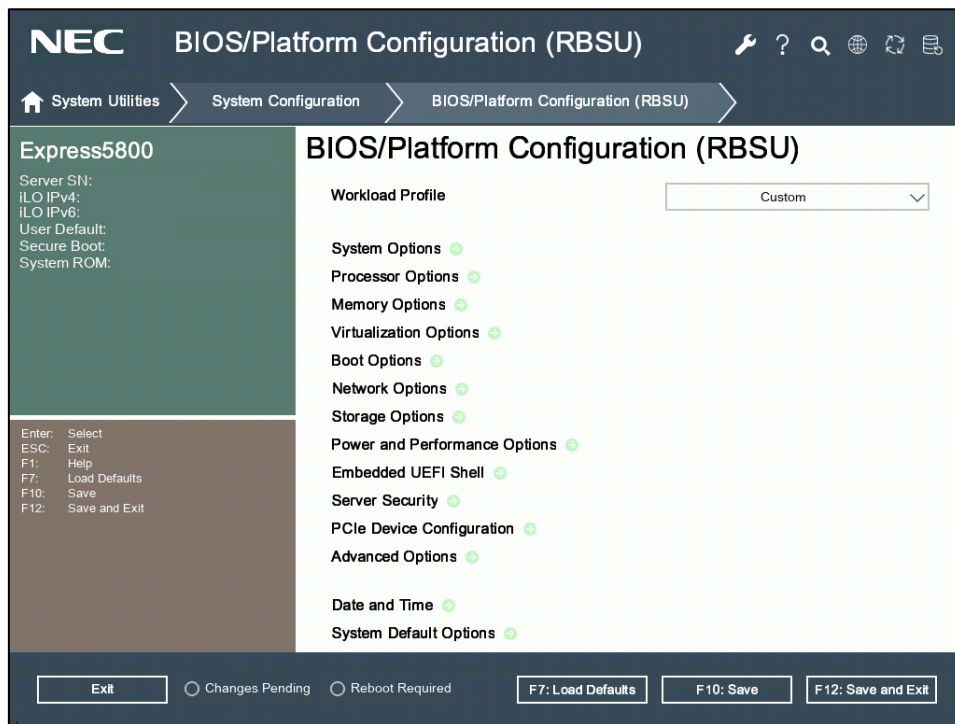 NEC BIOS/Platform Configuration (RBSU) ?
System Utilities System Configuration BIOS/Platform Configuration (RBSU)
Express5800
Server SN:
iLO IPv4:
iLO IPv6:
User Default:
Secure Boot:
System ROM:
Enter: Select
ESC: Exit
F1: Help
F7: Load Defaults
F10: Save
F12: Save and Exit
BIOS/Platform Configuration (RBSU)
Workload Profile Custom
System Options
Processor Options
Memory Options
Virtualization Options
Boot Options
Network Options
Storage Options
Power and Performance Options
Embedded UEFI Shell
Server Security
PCIe Device Configuration
Advanced Options
Date and Time
System Default Options
Exit Changes Pending Reboot Required F7: Load Defaults F10: Save F12: Save and Exit